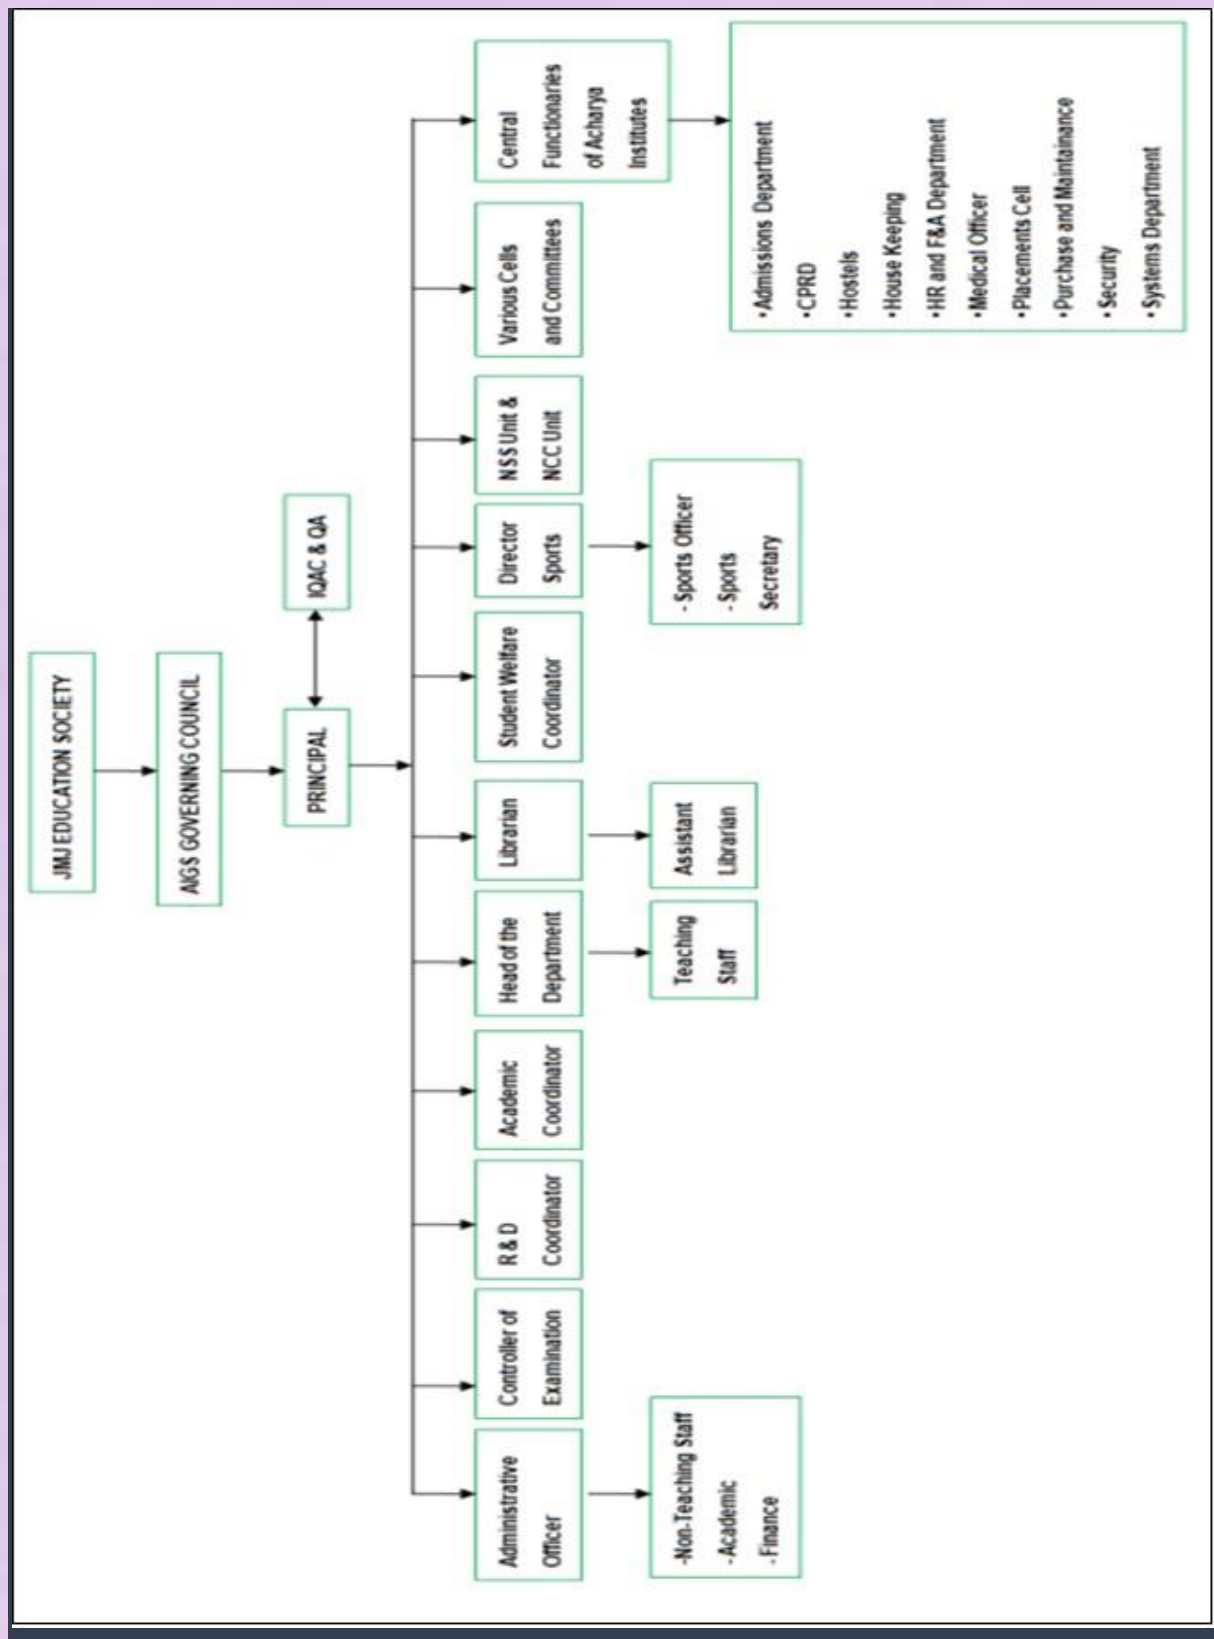 JMJ EDUCATION SOCIETY
AIGS GOVERNING COUNCIL
PRINCIPAL
IQAC & QA
Administrative
Officer
Controller of
Examination
R & D
Coordinator
Academic
Coordinator
Head of the
Department
Librarian
Student Welfare
Coordinator
Director
Sports
NSS Unit &
NCC Unit
Various Cells
and Committees
Central
Functionaries
of Acharya
Institutes
-Non-Teaching Staff
- Academic
- Finance
Teaching
Staff
Assistant
Librarian
- Sports Officer
- Sports
Secretary
• Admissions Department
• CPRD
• Hostels
• House Keeping
• HR and F&A Department
• Medical Officer
• Placements Cell
• Purchase and Maintainance
• Security
• Systems Department